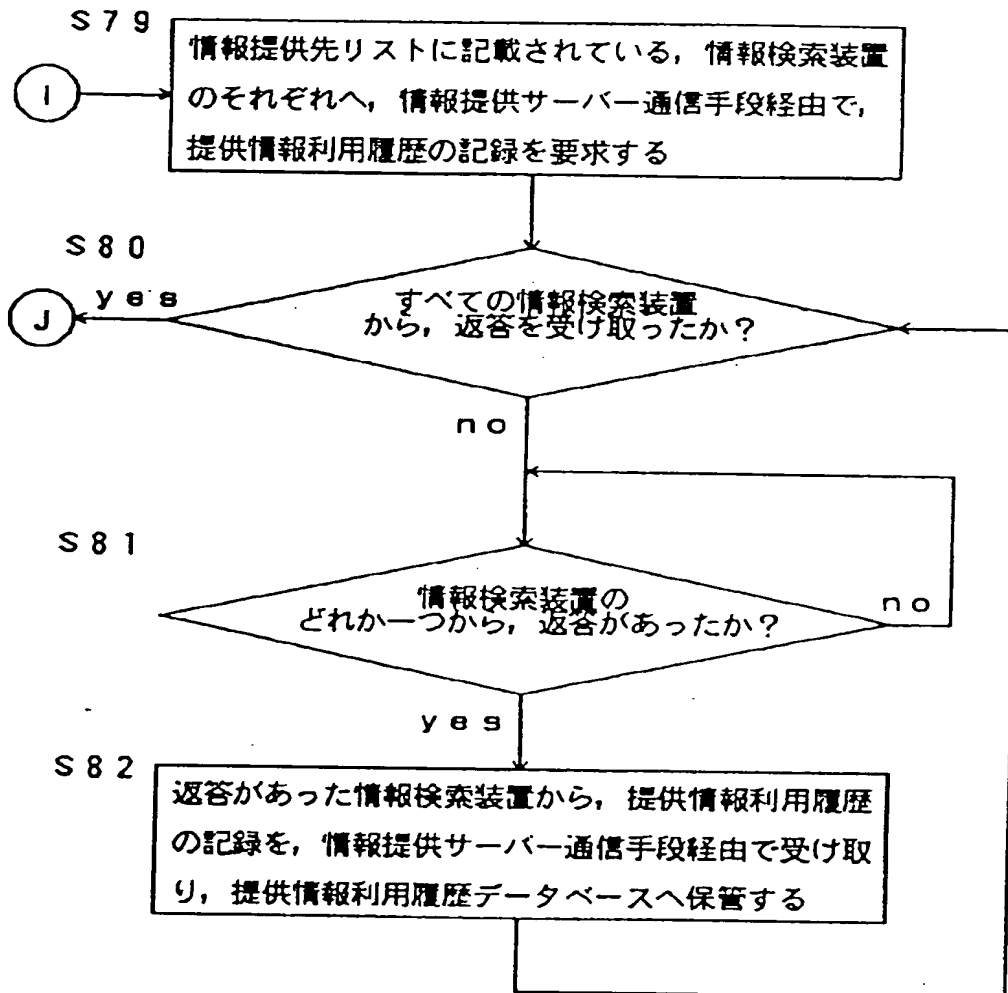 S79
情報提供先リストに記載されている，情報検索装置
I
のそれぞれへ，情報提供サーバー通信手段経由で，
提供情報利用履歴の記録を要求する
S80
yes
すべての情報検索装置
J
から，返答を受け取ったか？
no
S81
情報検索装置の
no
どれか一つから，返答があったか？
yes
S82
返答があった情報検索装置から，提供情報利用履歴
の記録を，情報提供サーバー通信手段経由で受け取
り，提供情報利用履歴データベースへ保管する